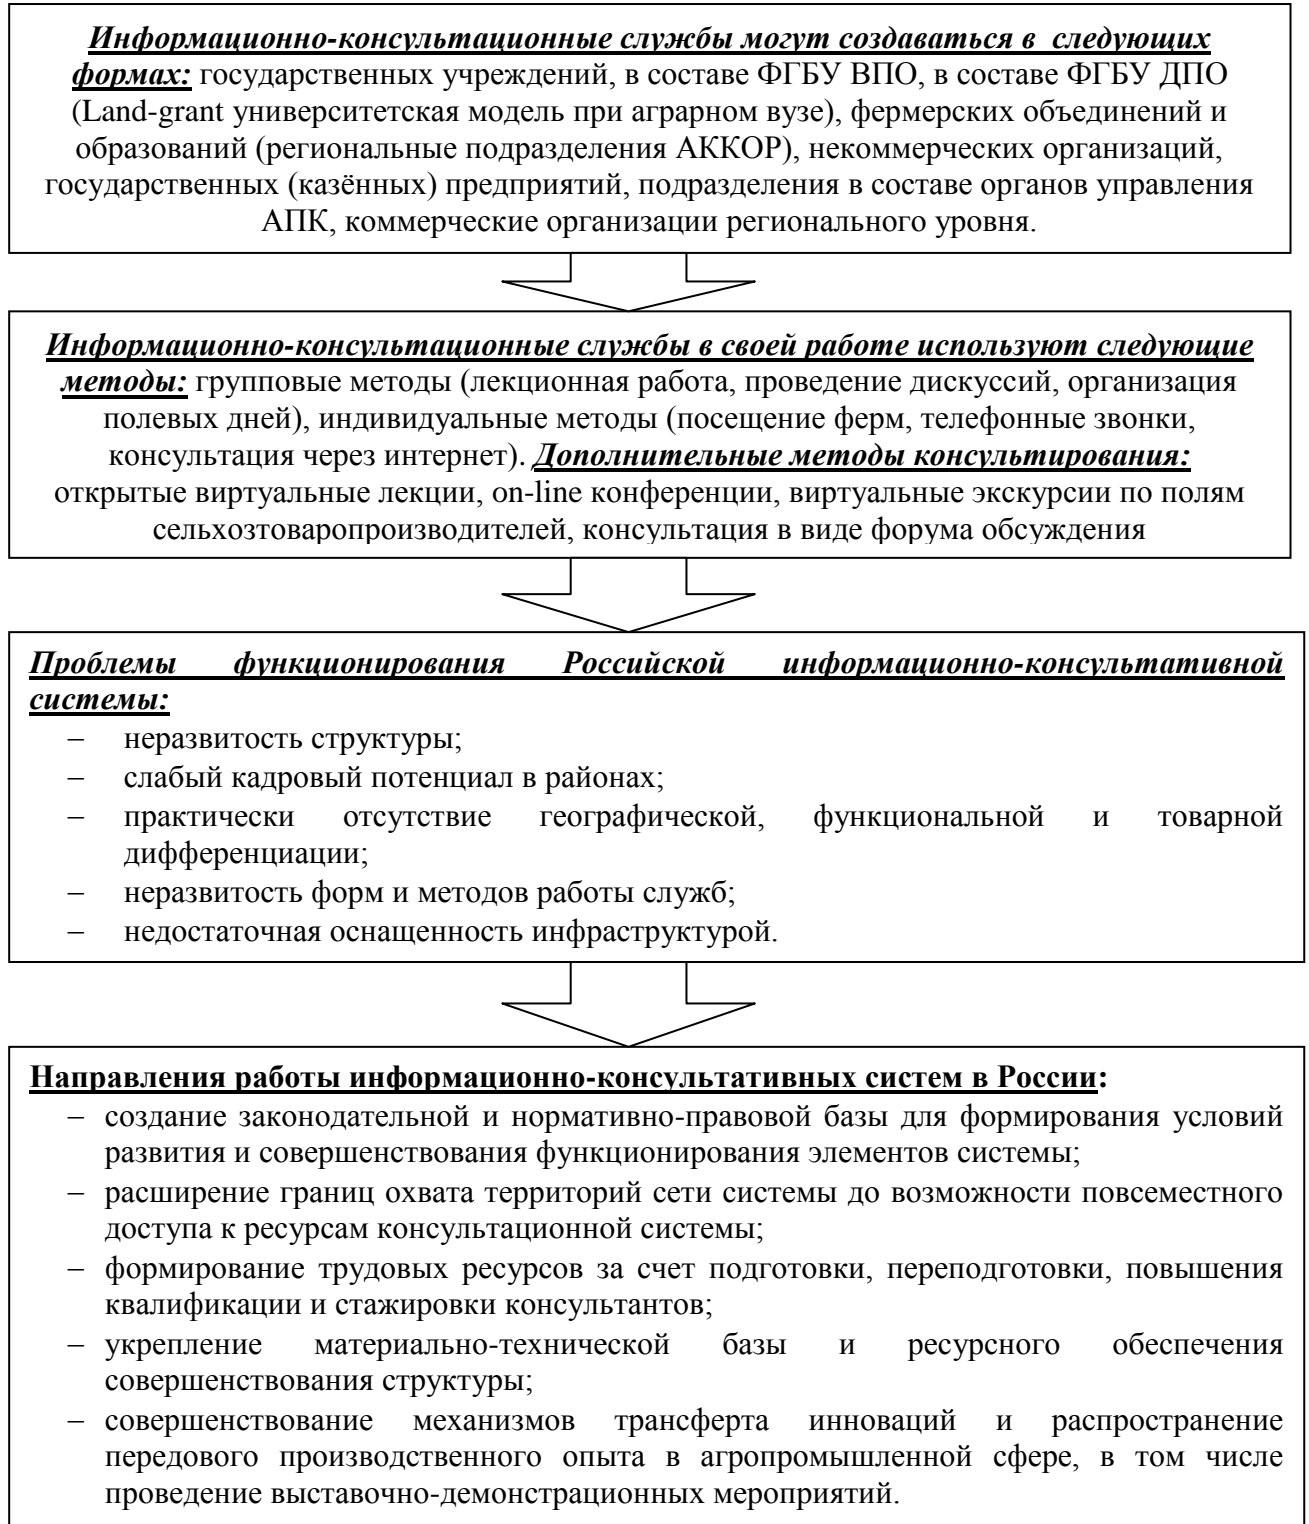 Информационно-консультационные службы могут создаваться в следующих
формах: государственных учреждений, в составе ФГБУ ВПО, в составе ФГБУ ДПО
(Land-grant университетская модель при аграрном вузе), фермерских объединений и
образований (региональные подразделения АККОР), некоммерческих организаций,
государственных (казённых) предприятий, подразделения в составе органов управления
АПК, коммерческие организации регионального уровня.
Информационно-консультационные службы в своей работе используют следующие
методы: групповые методы (лекционная работа, проведение дискуссий, организация
полевых дней), индивидуальные методы (посещение ферм, телефонные звонки,
консультация через интернет). Дополнительные методы консультирования:
открытые виртуальные лекции, on-line конференции, виртуальные экскурсии по полям
сельхозтоваропроизводителей, консультация в виде форума обсуждения
Проблемы функционирования Российской информационно-консультативной
системы:
– неразвитость структуры;
– слабый кадровый потенциал в районах;
– практически отсутствие географической, функциональной и товарной
дифференциации;
– неразвитость форм и методов работы служб;
– недостаточная оснащенность инфраструктурой.
Направления работы информационно-консультативных систем в России:
– создание законодательной и нормативно-правовой базы для формирования условий
развития и совершенствования функционирования элементов системы;
– расширение границ охвата территорий сети системы до возможности повсеместного
доступа к ресурсам консультационной системы;
– формирование трудовых ресурсов за счет подготовки, переподготовки, повышения
квалификации и стажировки консультантов;
– укрепление материально-технической базы и ресурсного обеспечения
совершенствования структуры;
– совершенствование механизмов трансферта инноваций и распространение
передового производственного опыта в агропромышленной сфере, в том числе
проведение выставочно-демонстрационных мероприятий.